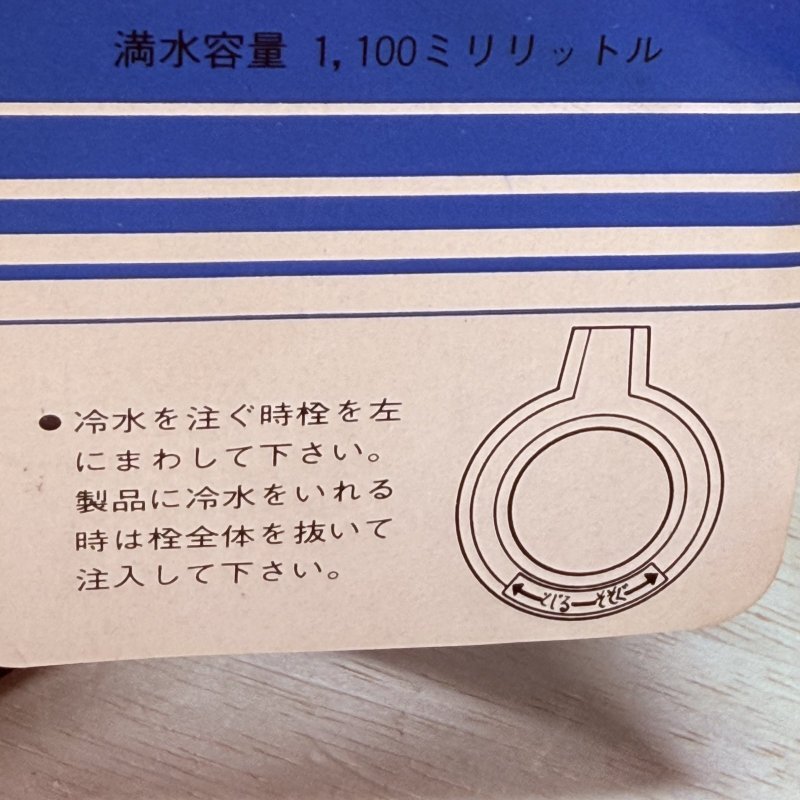 満水容量 1,100ミリリットル
●冷水を注ぐ時栓を左
にまわして下さい。
製品に冷水をいれる
時は栓全体を抜いて
注入して下さい。
とじる そそぐ